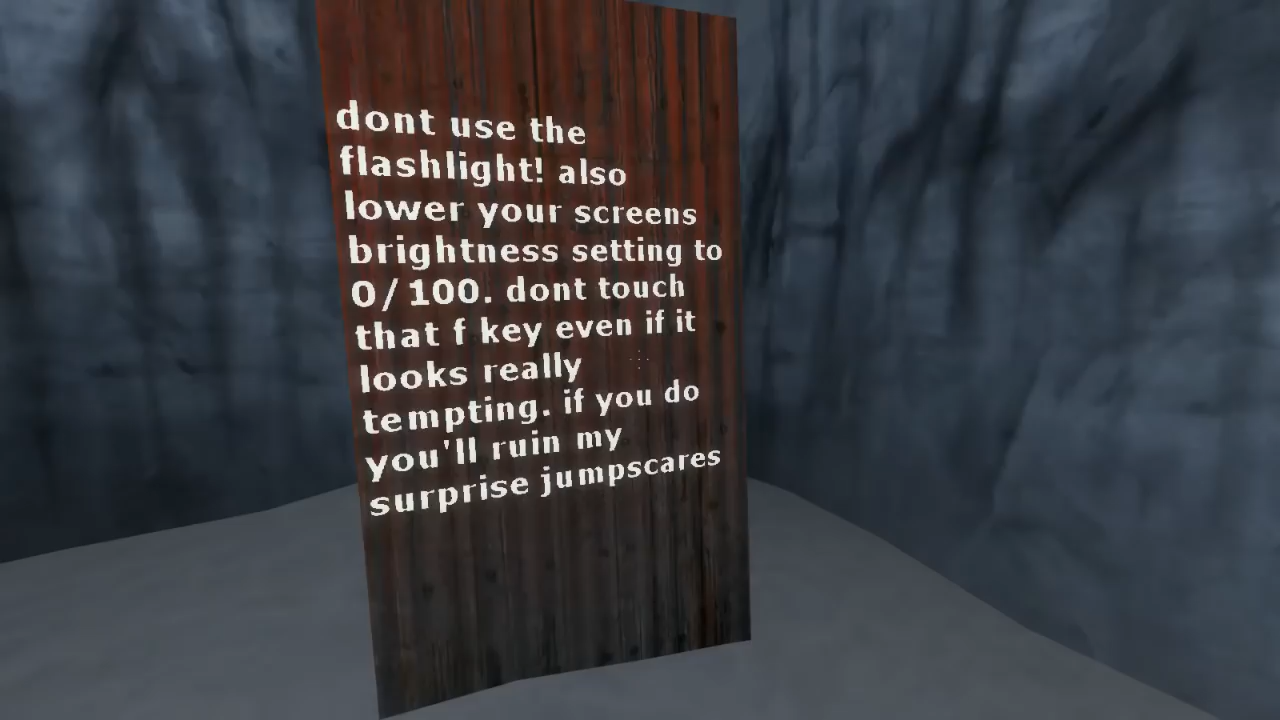 dont use the
flashlight! also
lower your screens
brightness setting to
0/100. dont touch
that f key even if it
looks really
tempting. if you do
you'll ruin my
surprise jumpscares